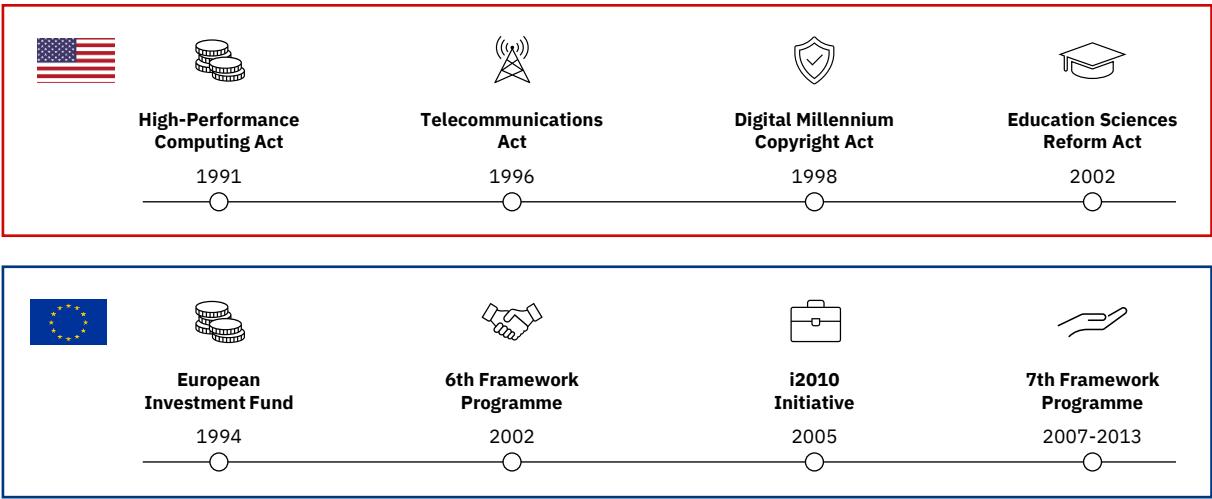 High-Performance
Computing Act
1991
Telecommunications
Act
1996
Digital Millennium
Copyright Act
1998
Education Sciences
Reform Act
2002
European
Investment Fund
1994
6th Framework
Programme
2002
i2010
Initiative
2005
7th Framework
Programme
2007-2013